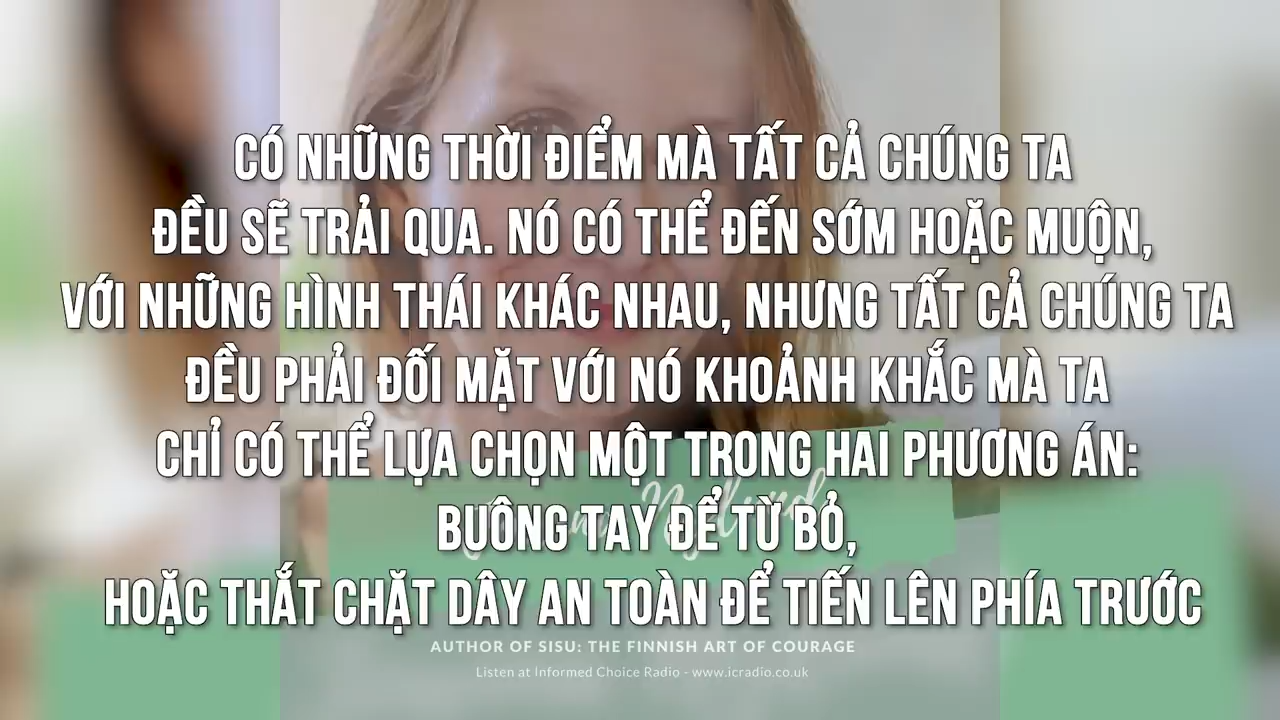 CÓ NHỮNG THỜI ĐIỂM MÀ TẤT CẢ CHÚNG TA
ĐỀU SẼ TRẢI QUA. NÓ CÓ THỂ ĐẾN SỚM HOẶC MUỘN,
VỚI NHỮNG HÌNH THÁI KHÁC NHAU, NHƯNG TẤT CẢ CHÚNG TA
ĐỀU PHẢI ĐỐI MẶT VỚI NÓ KHOẢNH KHẮC MÀ TA
CHỈ CÓ THỂ LỰA CHỌN MỘT TRONG HAI PHƯƠNG ÁN:
BUÔNG TAY ĐỂ TỪ BỎ,
HOẶC THẮT CHẶT DÂY AN TOÀN ĐỂ TIẾN LÊN PHÍA TRƯỚC
AUTHOR OF SISU: THE FINNISH ART OF COURAGE
Listen at Informed Choice Radio - www.icradio.co.uk